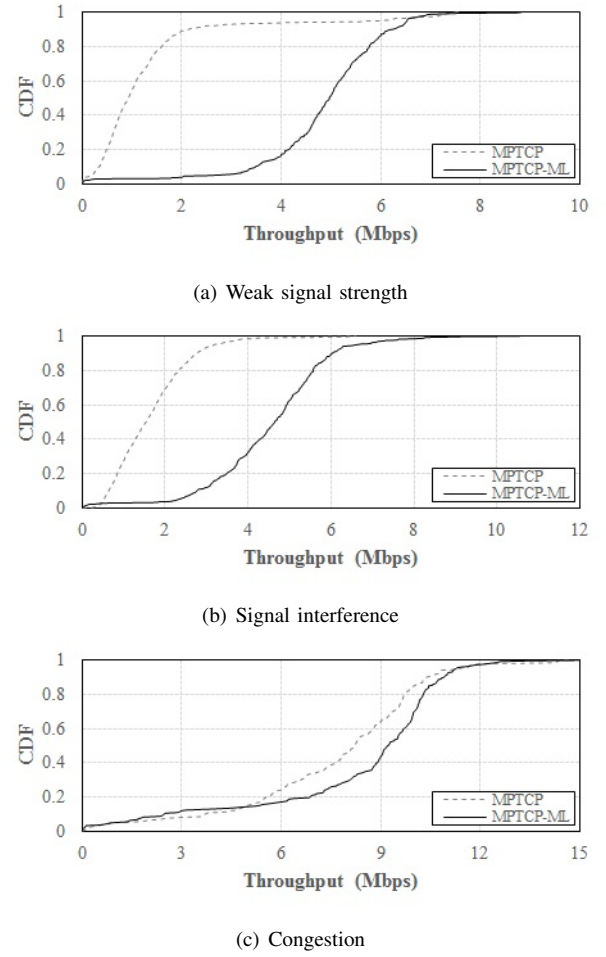 1
0.8
0.6
0.4
0.2
0
CDF
MPTCP
MPTCP-ML
0 2 4 6 8 10
Throughput (Mbps)
(a) Weak signal strength
1
0.8
0.6
0.4
0.2
0
CDF
MPTCP
MPTCP-ML
0 2 4 6 8 10 12
Throughput (Mbps)
(b) Signal interference
1
0.8
0.6
0.4
0.2
0
CDF
MPTCP
MPTCP-ML
0 3 6 9 12 15
Throughput (Mbps)
(c) Congestion